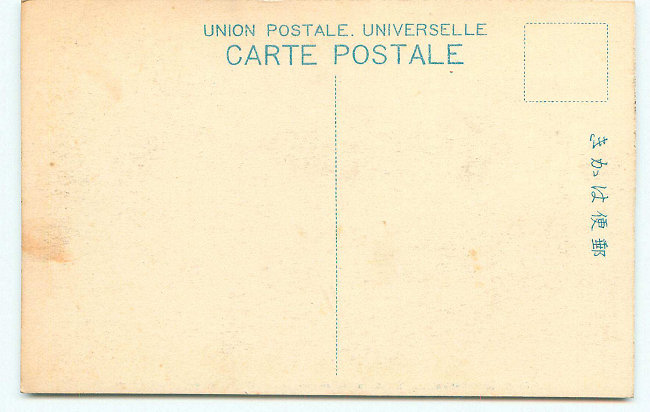 UNION POSTALE. UNIVERSELLE
CARTE POSTALE
郵便はかき